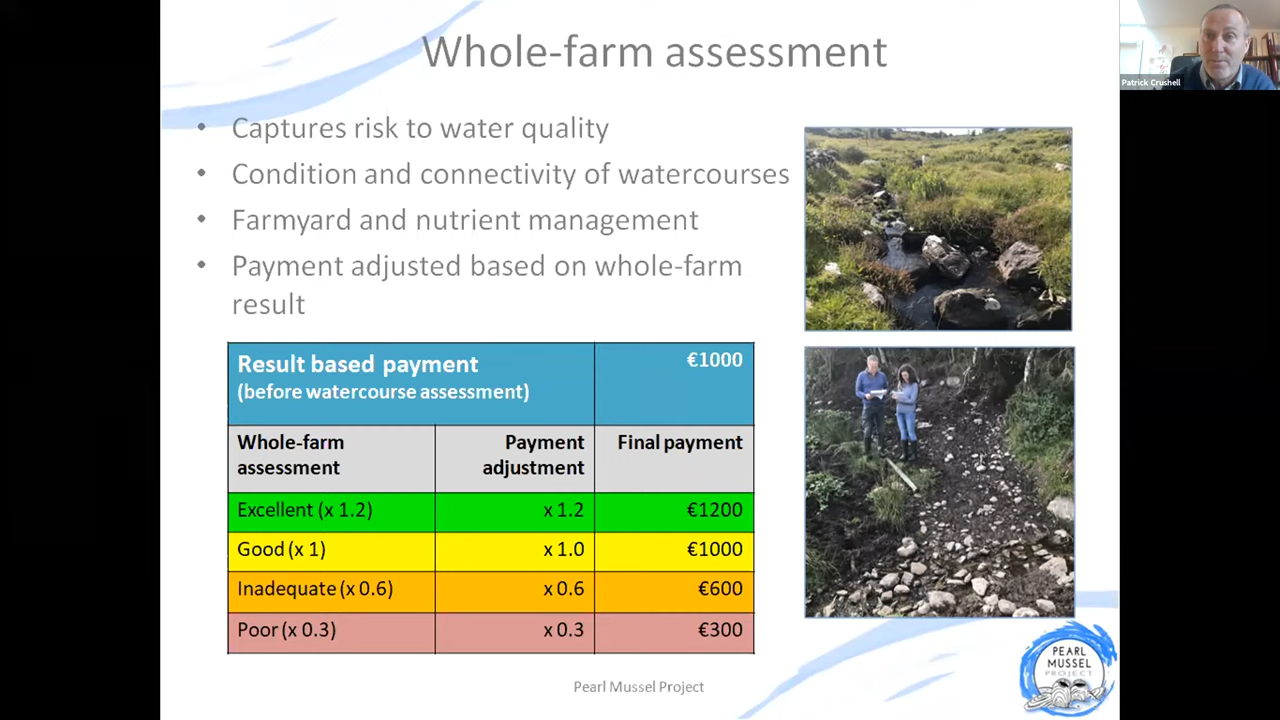 Whole-farm assessment
Patrick Crushell
• Captures risk to water quality
• Condition and connectivity of watercourses
• Farmyard and nutrient management
• Payment adjusted based on whole-farm
result
Result based payment €1000
(before watercourse assessment)
Whole-farm Payment Final payment
assessment adjustment
Excellent (x 1.2) x 1.2 €1200
Good (x 1) x 1.0 €1000
Inadequate (x 0.6) x 0.6 €600
Poor (x 0.3) x 0.3 €300
Pearl Mussel Project
PEARL
MUSSEL
PROJECT